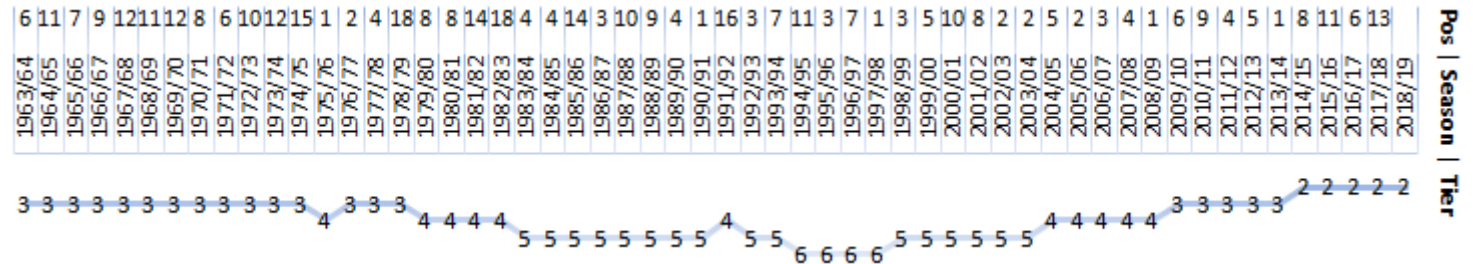 6 11 7 9 12 11 12 8 6 10 12 15 1 2 4 18 8 8 14 18 4 4 14 3 10 9 4 1 16 3 7 11 3 7 1 3 5 10 8 2 2 5 2 3 4 1 6 9 4 5 1 8 11 6 13
1963/64 1964/65 1965/66 1966/67 1967/68 1968/69 1969/70 1970/71 1971/72 1972/73 1973/74 1974/75 1975/76 1976/77 1977/78 1978/79 1979/80 1980/81 1981/82 1982/83 1983/84 1984/85 1985/86 1986/87 1987/88 1988/89 1989/90 1990/91 1991/92 1992/93 1993/94 1994/95 1995/96 1996/97 1997/98 1998/99 1999/00 2000/01 2001/02 2002/03 2003/04 2004/05 2005/06 2006/07 2007/08 2008/09 2009/10 2010/11 2011/12 2012/13 2013/14 2014/15 2015/16 2016/17 2017/18 2018/19
3 3 3 3 3 3 3 3 3 3 3 3 4 3 3 3 4 4 4 4 5 5 5 5 5 5 5 5 4 5 5 6 6 6 6 5 5 5 5 5 5 4 4 4 4 4 3 3 3 3 3 2 2 2 2 2
Pos | Season | Tier